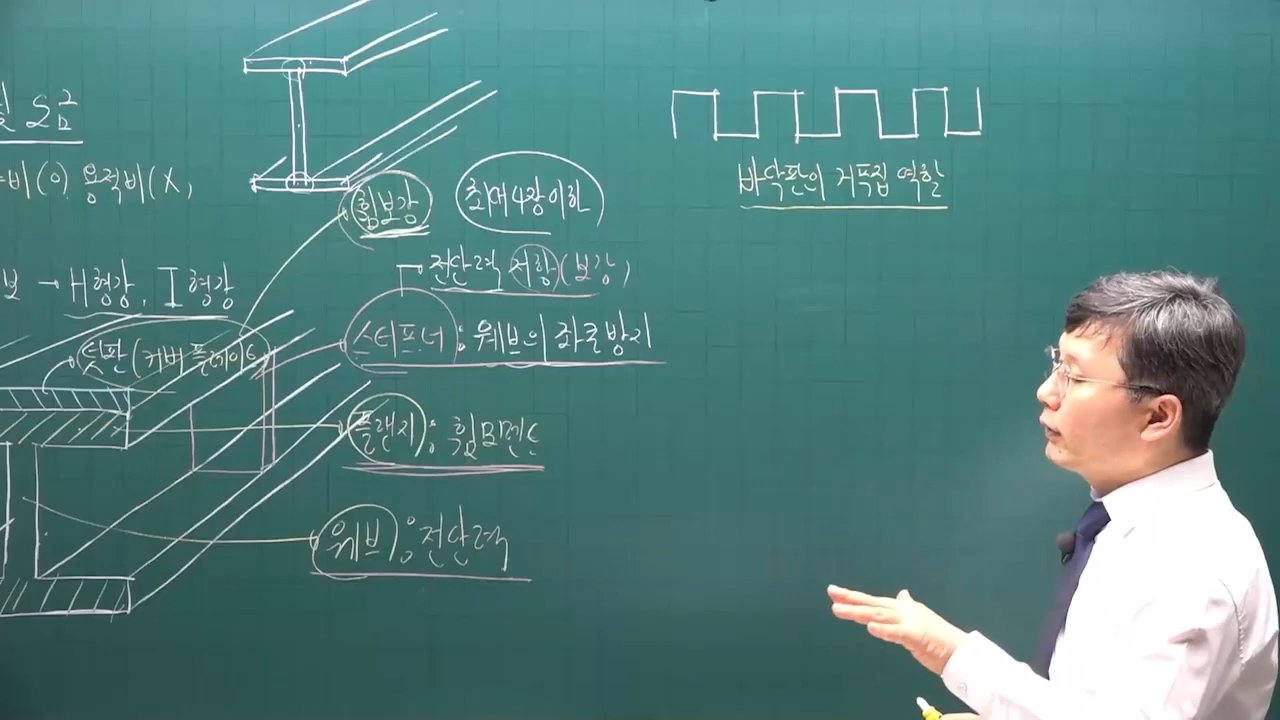 비(O) 용적비(X,
보 → H형강, I형강
덧판(커버플레이트
휨보강
최대4장이하
전단력 저항(보강)
스티프너 : 웨브의 좌굴방지
플랜지 : 휨모멘트
웨브 : 전단력
바닥판의 거푸집 역할